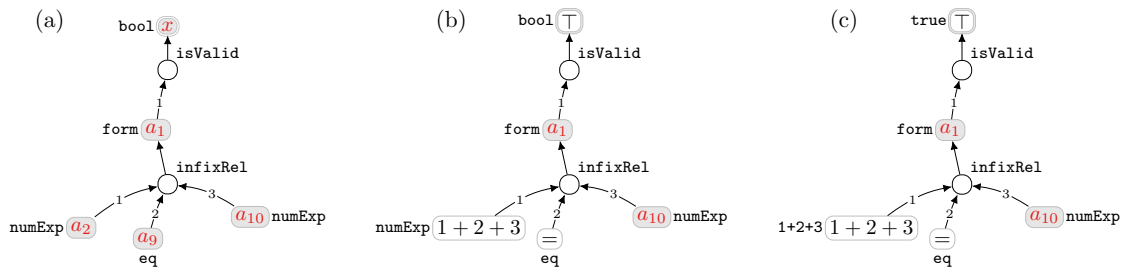 (a)
bool x
isValid
1
form a₁
infixRel
1 2 3
numExp a₂
a₉
eq
a₁₀ numExp
(b)
bool ⊤
isValid
1
form a₁
infixRel
1 2 3
numExp 1 + 2 + 3
=
eq
a₁₀ numExp
(c)
true ⊤
isValid
1
form a₁
infixRel
1 2 3
1+2+3 1 + 2 + 3
=
eq
a₁₀ numExp